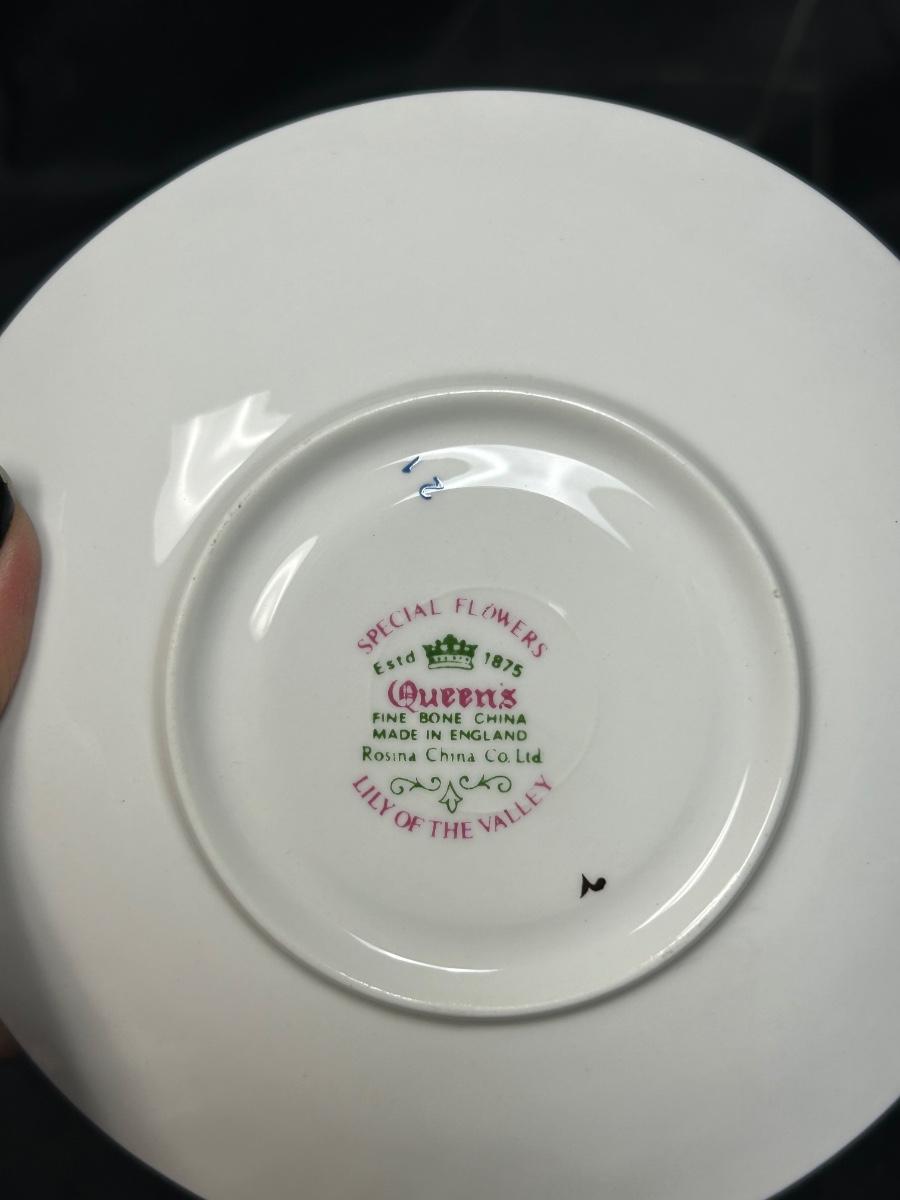 SPECIAL FLOWERS
Estd 1875
Queen's
FINE BONE CHINA
MADE IN ENGLAND
Rosina China Co. Ltd
LILY OF THE VALLEY